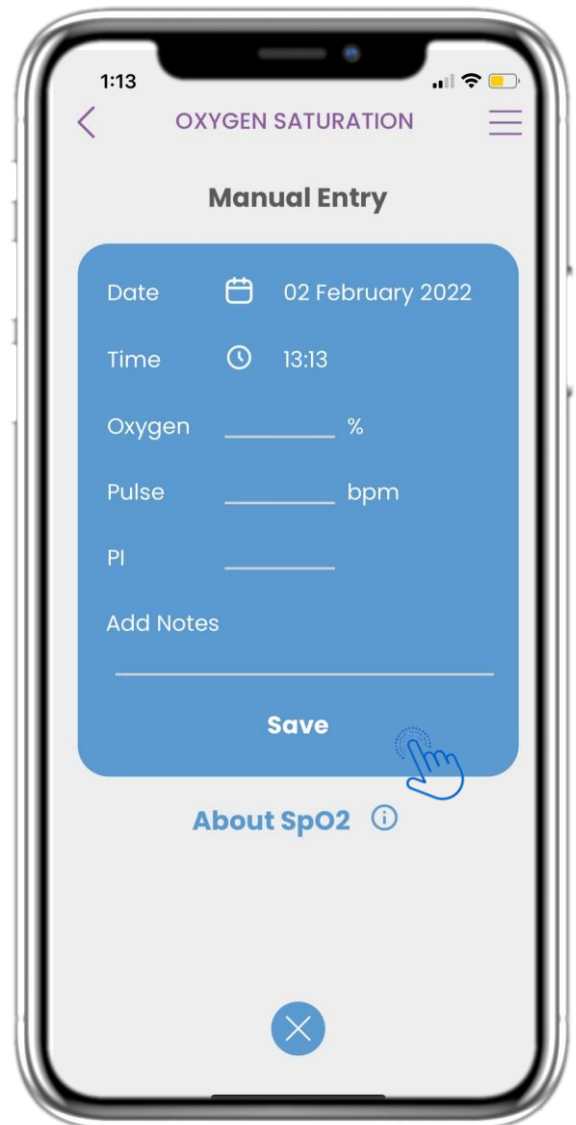 1:13
OXYGEN SATURATION
Manual Entry
Date 02 February 2022
Time 13:13
Oxygen %
Pulse bpm
PI
Add Notes
Save
About SpO2